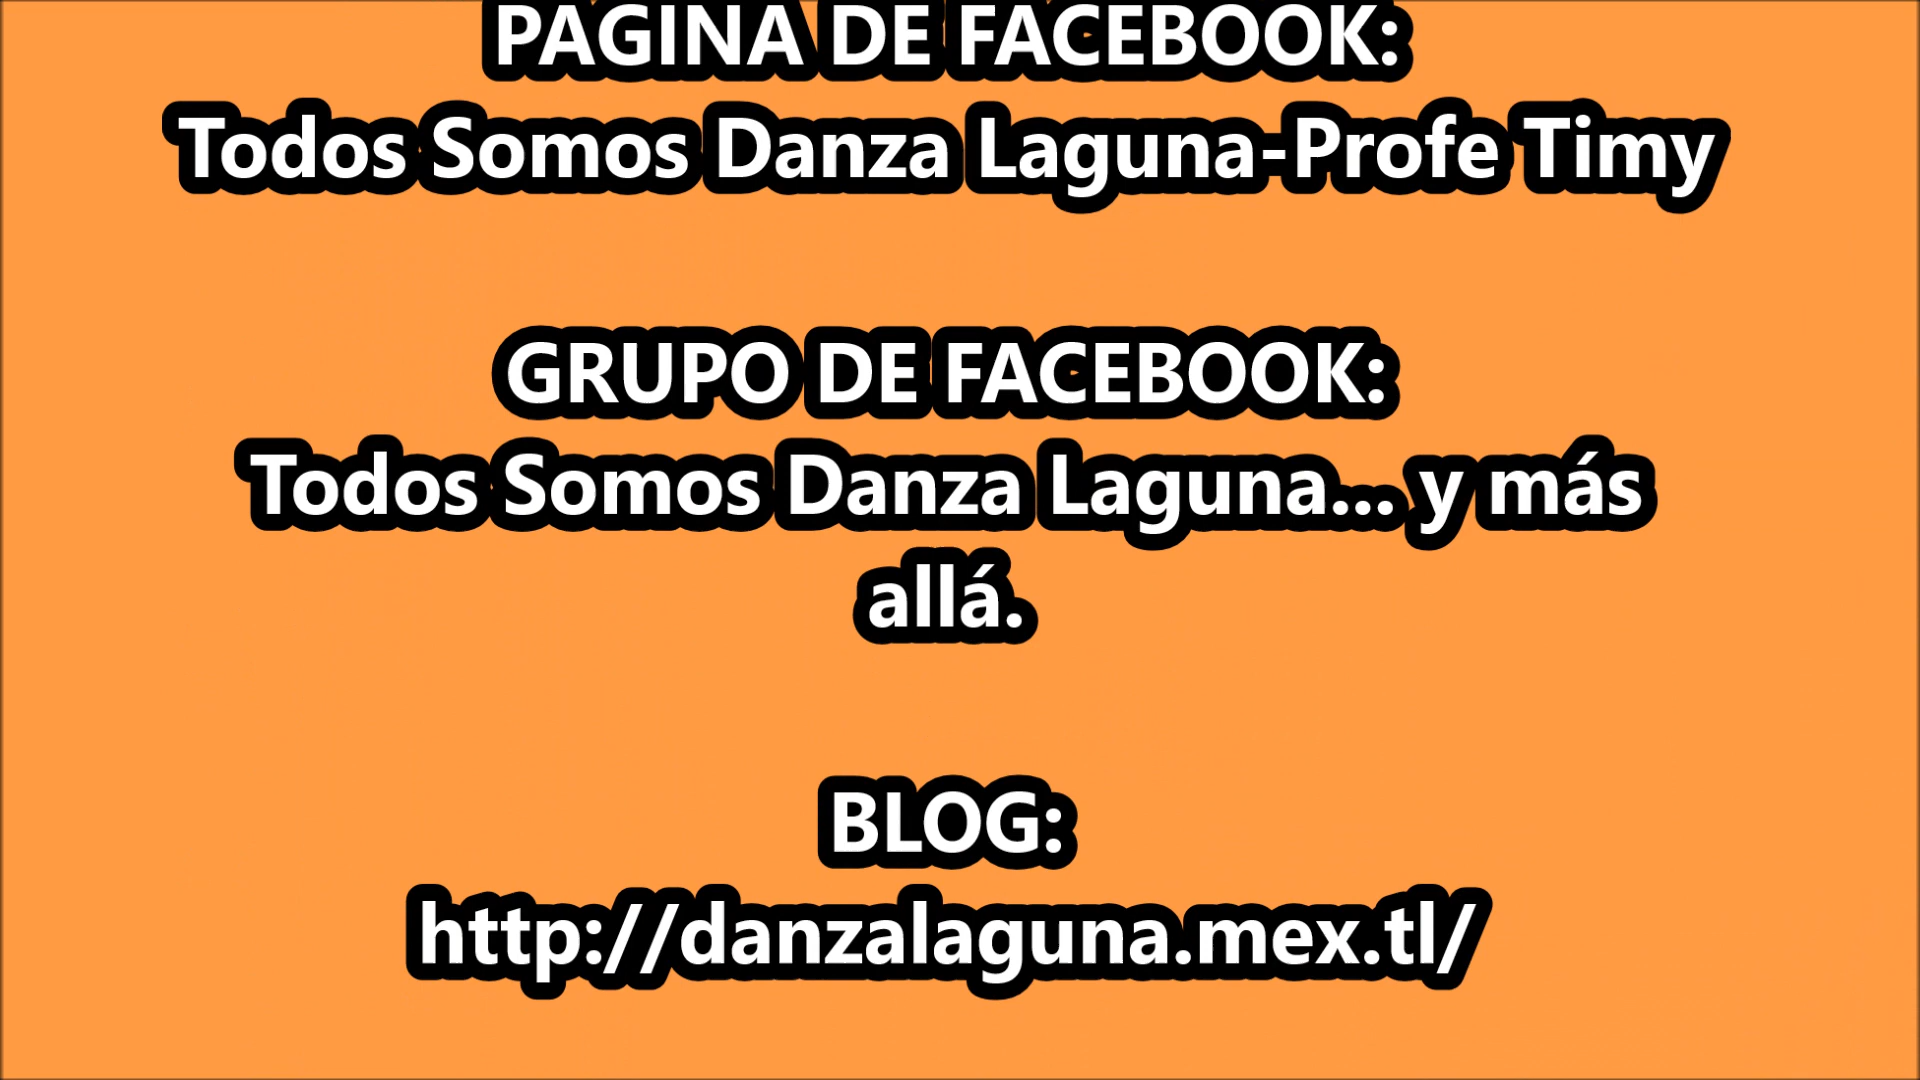 PAGINA DE FACEBOOK:
Todos Somos Danza Laguna-Profe Timy
GRUPO DE FACEBOOK:
Todos Somos Danza Laguna... y más
allá.
BLOG:
http://danzalaguna.mex.tl/